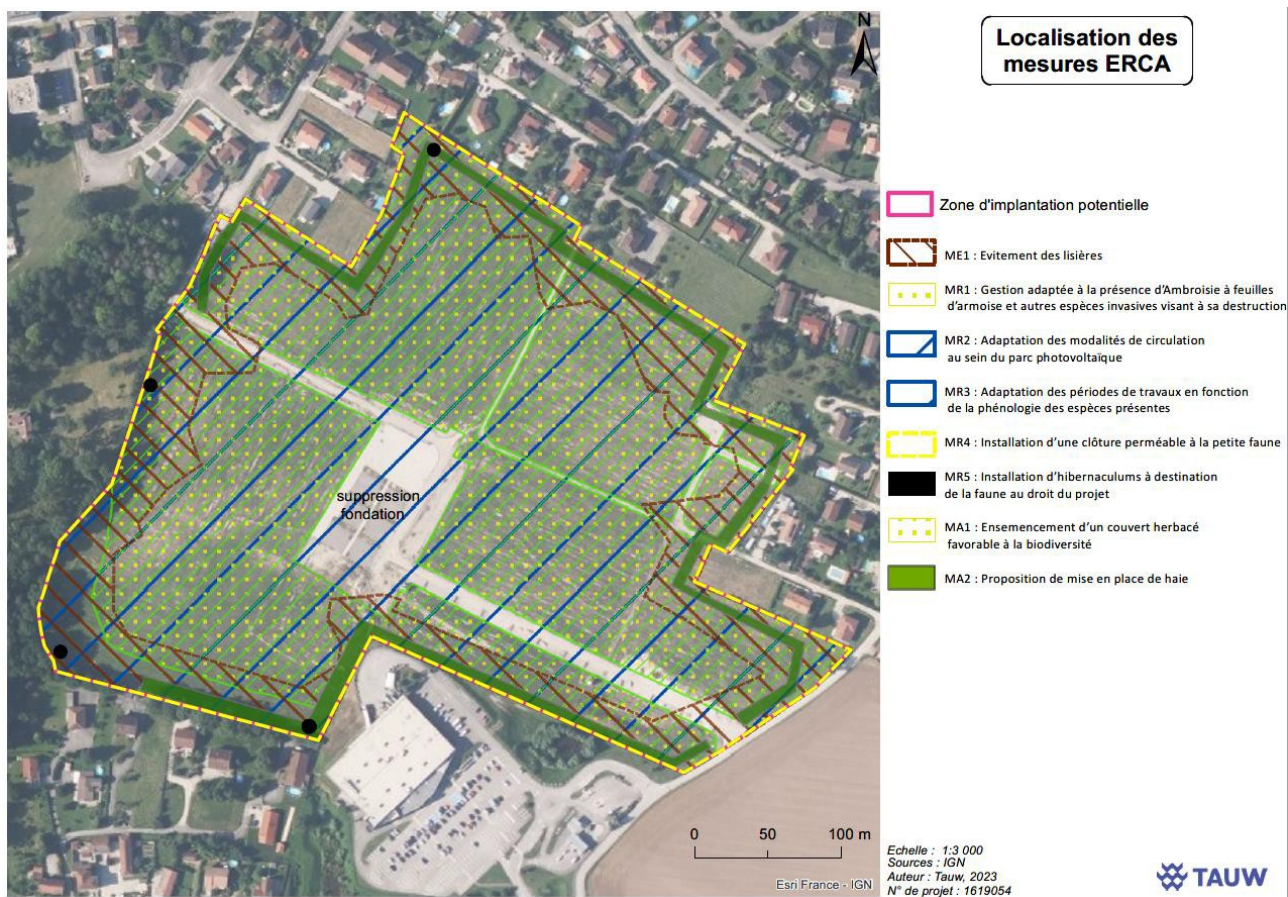 Localisation des
mesures ERCA
N
Zone d'implantation potentielle
ME1 : Evitement des lisières
MR1 : Gestion adaptée à la présence d'Ambroisie à feuilles
d'armoise et autres espèces invasives visant à sa destruction
MR2 : Adaptation des modalités de circulation
au sein du parc photovoltaïque
MR3 : Adaptation des périodes de travaux en fonction
de la phénologie des espèces présentes
MR4 : Installation d'une clôture perméable à la petite faune
MR5 : Installation d'hibernaculums à destination
de la faune au droit du projet
MA1 : Ensemencement d'un couvert herbacé
favorable à la biodiversité
MA2 : Proposition de mise en place de haie
suppression
fondation
0 50 100 m
Esri France - IGN
Echelle : 1:3 000
Sources : IGN
Auteur : Tauw, 2023
N° de projet : 1619054
TAUW